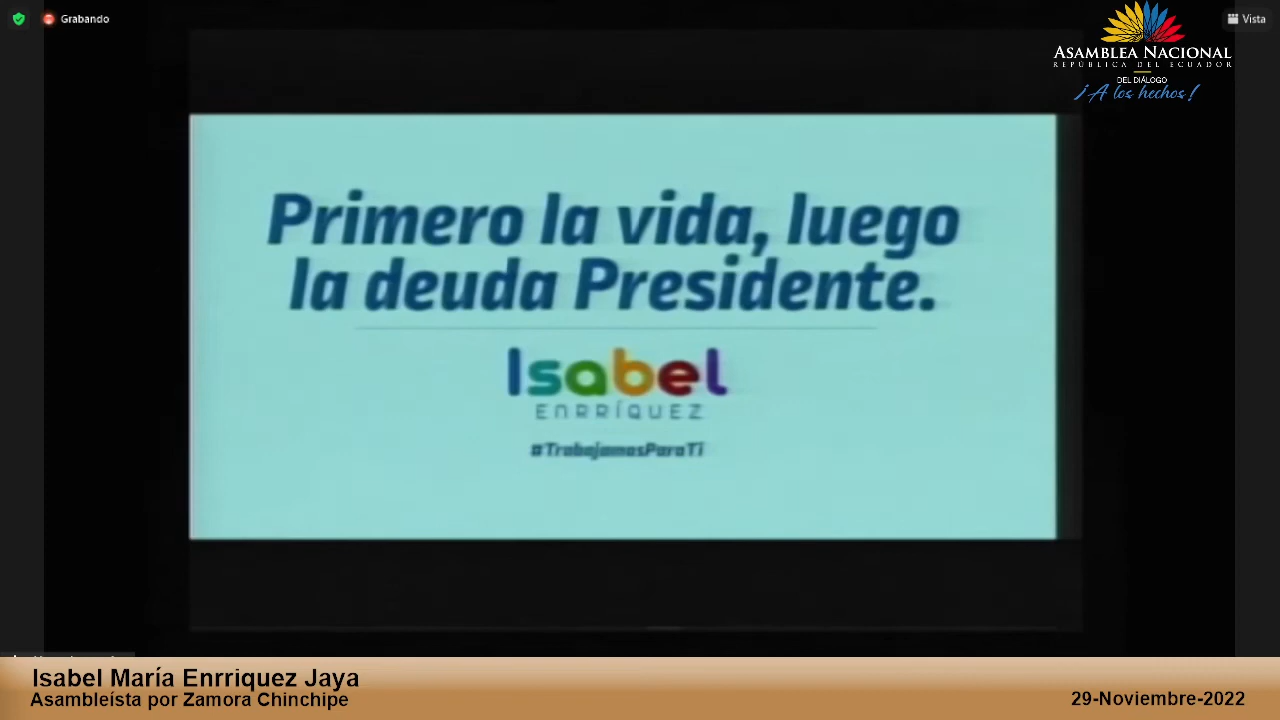 Grabando
Vista
ASAMBLEA NACIONAL
REPÚBLICA DEL ECUADOR
DEL DIÁLOGO
¡A los hechos!
Primero la vida, luego
la deuda Presidente.
Isabel
ENRRÍQUEZ
#TrabajamosParaTi
Isabel María Enrriquez Jaya
Asambleísta por Zamora Chinchipe
29-Noviembre-2022